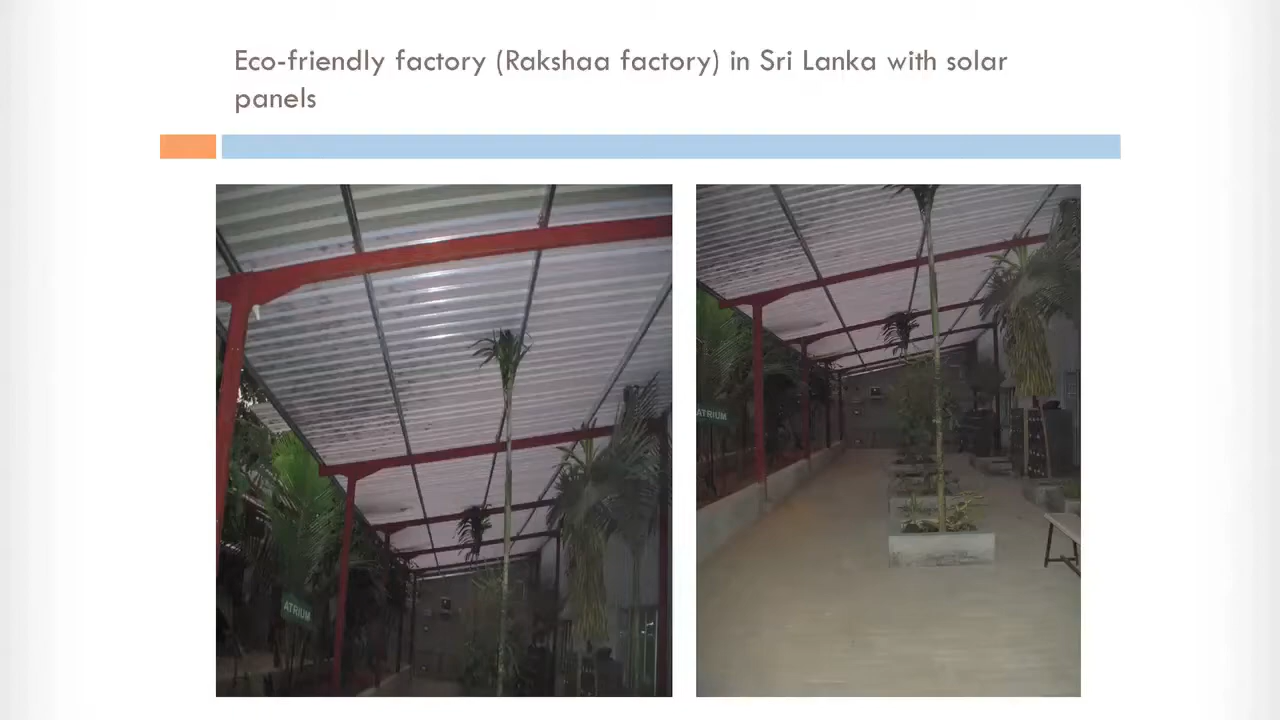 Eco-friendly factory (Rakshaa factory) in Sri Lanka with solar
panels
ATRIUM
ATRIUM